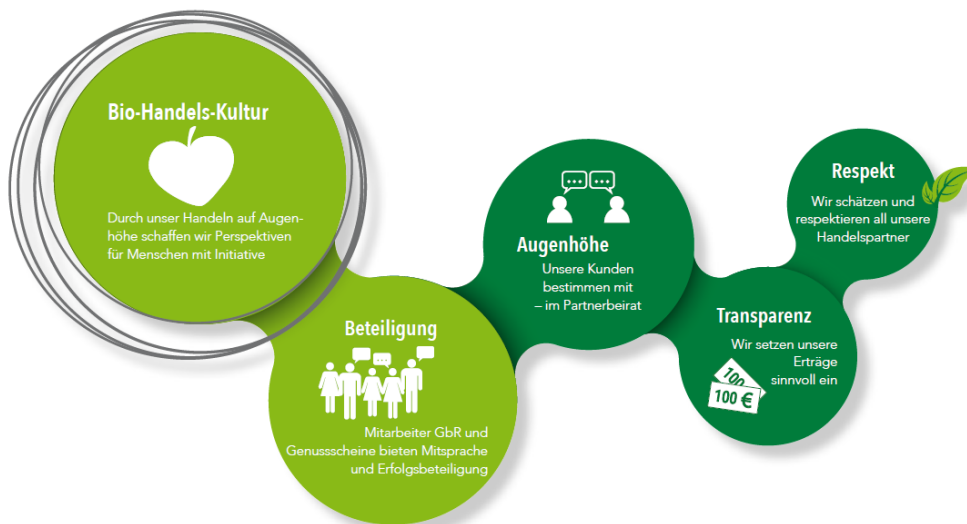 Bio-Handels-Kultur
Durch unser Handeln auf Augen-
höhe schaffen wir Perspektiven
für Menschen mit Initiative
Beteiligung
Mitarbeiter GbR und
Genussscheine bieten Mitsprache
und Erfolgsbeteiligung
Augenhöhe
Unsere Kunden
bestimmen mit
– im Partnerbeirat
Transparenz
Wir setzen unsere
Erträge
sinnvoll ein
100
100 €
Respekt
Wir schätzen und
respektieren all unsere
Handelspartner